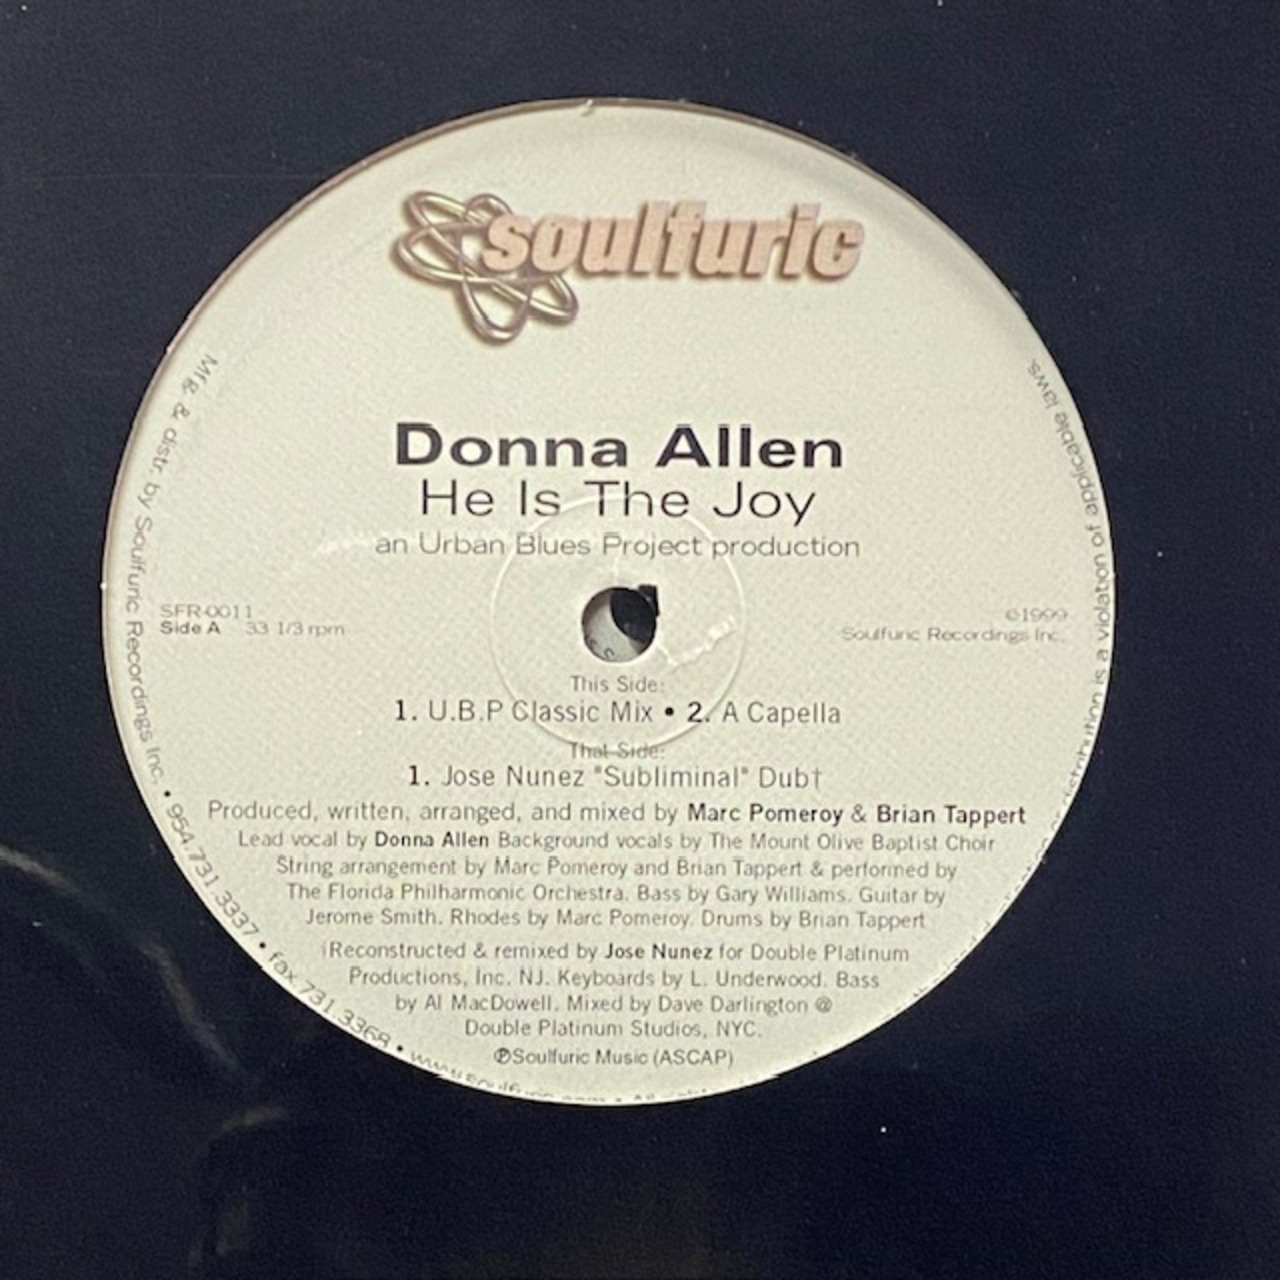 soulfuric
Donna Allen
He Is The Joy
an Urban Blues Project production
SFR-0011
Side A 33 1/3 rpm
©1999
Soulfuric Recordings Inc.
This Side:
1. U.B.P Classic Mix • 2. A Capella
That Side:
1. Jose Nunez "Subliminal" Dub†
Produced, written, arranged, and mixed by Marc Pomeroy & Brian Tappert
Lead vocal by Donna Allen Background vocals by The Mount Olive Baptist Choir
String arrangement by Marc Pomeroy and Brian Tappert & performed by
The Florida Philharmonic Orchestra. Bass by Gary Williams. Guitar by
Jerome Smith. Rhodes by Marc Pomeroy. Drums by Brian Tappert
†Reconstructed & remixed by Jose Nunez for Double Platinum
Productions, Inc. NJ. Keyboards by L. Underwood. Bass
by Al MacDowell. Mixed by Dave Darlington @
Double Platinum Studios, NYC.
℗Soulfuric Music (ASCAP)
Mfg. & distr. by Soulfuric Recordings Inc. • 954.731.3337 • fax 731.3368 •
distribution is a violation of applicable laws.